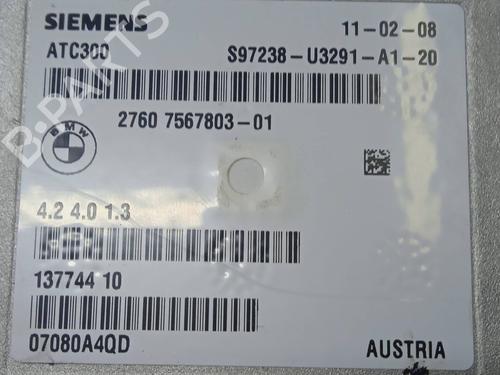 SIEMENS 11-02-08
ATC300 S97238-U3291-A1-20
B-PARTS
BMW
2760 7567803-01
4.2 4.0 1.3
137744 10
07080A4QD AUSTRIA